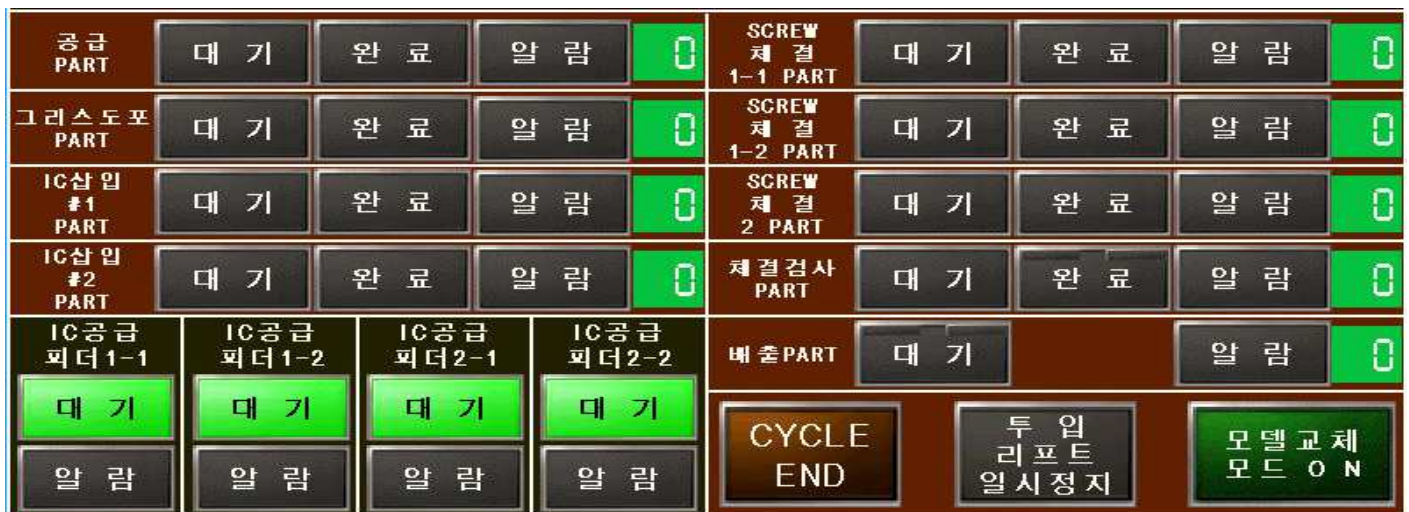 공급
PART
대 기
완 료
알 람
0
SCREW
체 결
1-1 PART
대 기
완 료
알 람
0
그리스도포
PART
대 기
완 료
알 람
0
SCREW
체 결
1-2 PART
대 기
완 료
알 람
0
IC삽입
#1
PART
대 기
완 료
알 람
0
SCREW
체 결
2 PART
대 기
완 료
알 람
0
IC삽입
#2
PART
대 기
완 료
알 람
0
체결검사
PART
대 기
완 료
알 람
0
IC공급
피더1-1
대 기
알 람
IC공급
피더1-2
대 기
알 람
IC공급
피더2-1
대 기
알 람
IC공급
피더2-2
대 기
알 람
배출PART
대 기
알 람
0
CYCLE
END
투 입
리프트
일시정지
모델교체
모드 ON